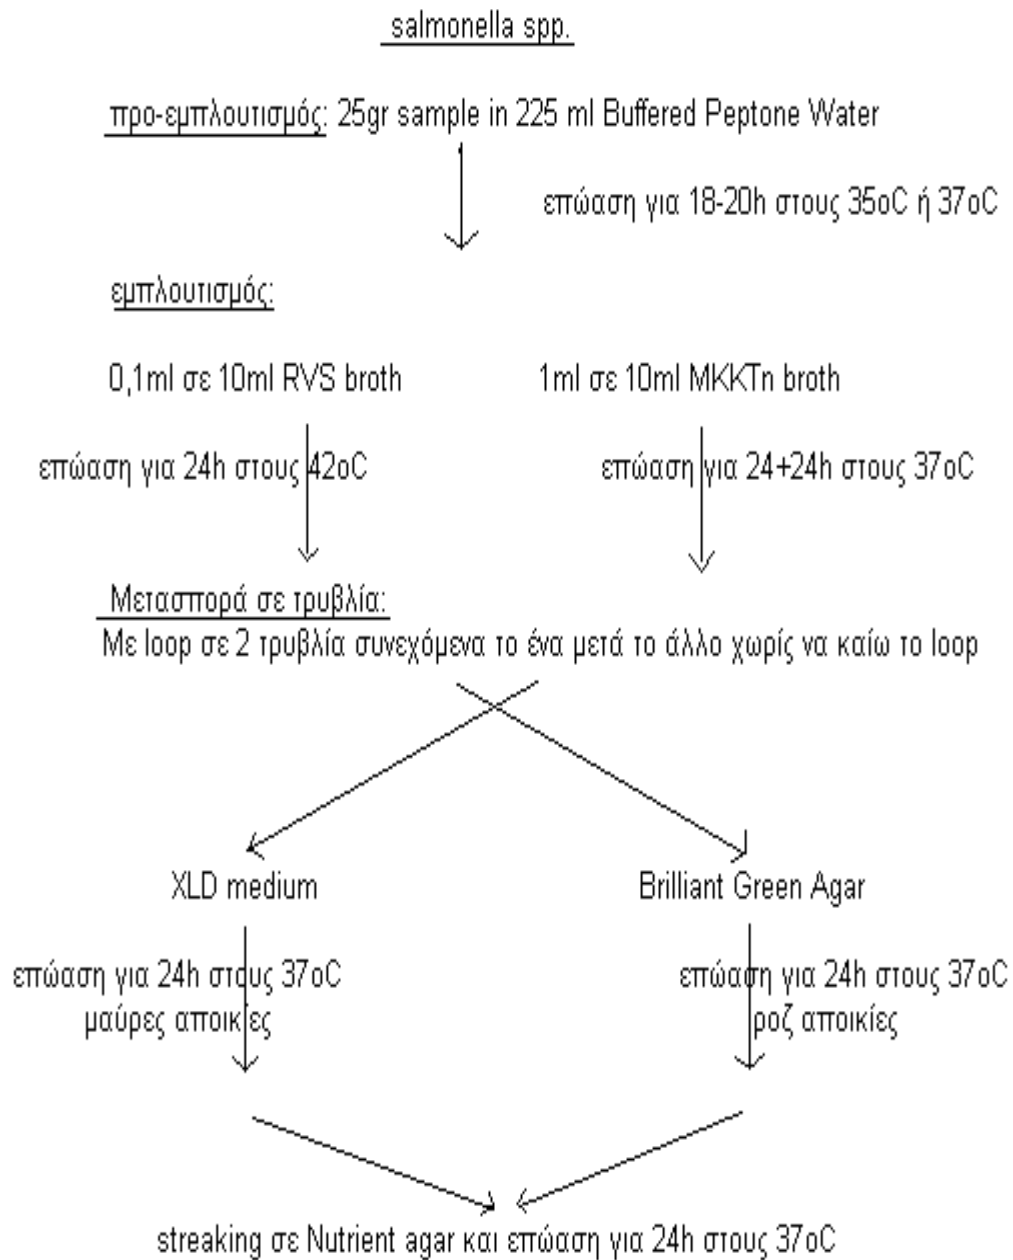 salmonella spp.
προ-εμπλουτισμός: 25gr sample in 225 ml Buffered Peptone Water
επώαση για 18-20h στους 35oC ή 37oC
εμπλουτισμός:
0,1ml σε 10ml RVS broth
1ml σε 10ml MKKTn broth
επώαση για 24h στους 42oC
επώαση για 24+24h στους 37oC
Μετασπορά σε τρυβλία:
Με loop σε 2 τρυβλία συνεχόμενα το ένα μετά το άλλο χωρίς να καίω το loop
XLD medium
Brilliant Green Agar
επώαση για 24h στους 37oC
μαύρες αποικίες
επώαση για 24h στους 37oC
ροζ αποικίες
streaking σε Nutrient agar και επώαση για 24h στους 37oC